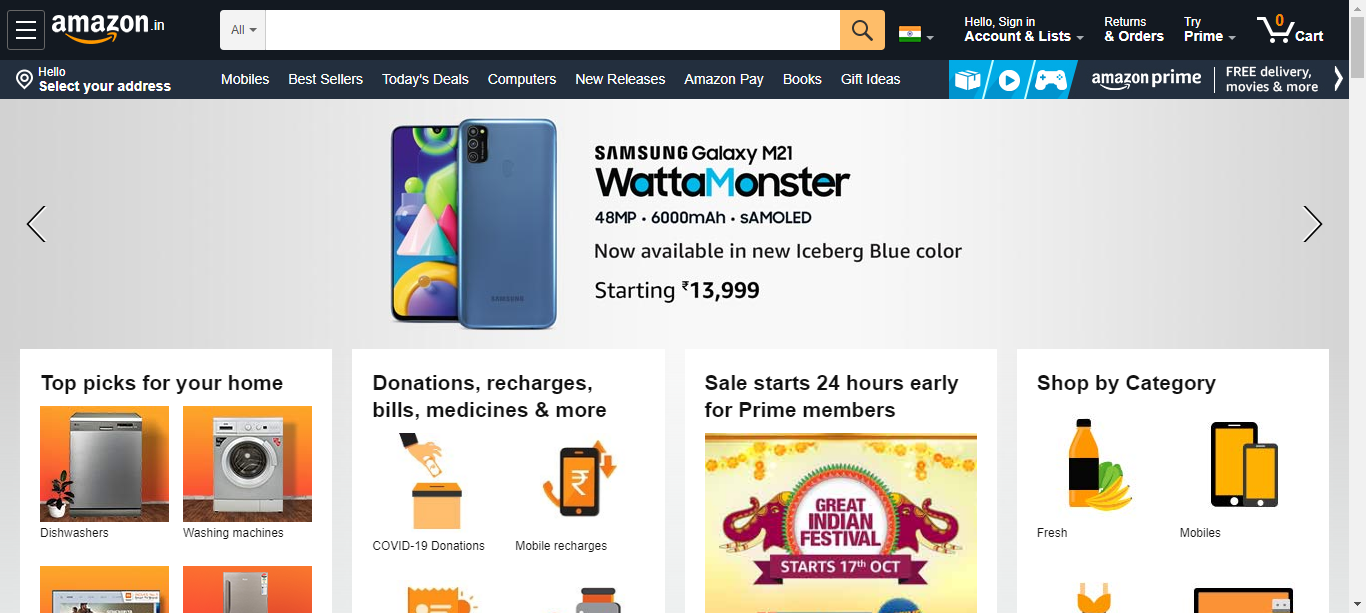 amazon.in
All
Hello, Sign in
Account & Lists
Returns
& Orders
Try
Prime
0
Cart
Hello
Select your address
Mobiles
Best Sellers
Today's Deals
Computers
New Releases
Amazon Pay
Books
Gift Ideas
amazon prime
FREE delivery,
movies & more
SAMSUNG Galaxy M21
WattaMonster
48MP • 6000mAh • sAMOLED
Now available in new Iceberg Blue color
Starting ₹13,999
SAMSUNG
Top picks for your home
Dishwashers
Washing machines
Donations, recharges,
bills, medicines & more
₹
COVID-19 Donations
Mobile recharges
Sale starts 24 hours early
for Prime members
GREAT
INDIAN
FESTIVAL
STARTS 17th OCT
Shop by Category
Fresh
Mobiles